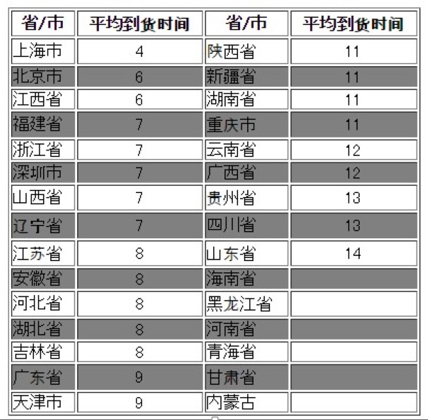 省/市 平均到货时间 省/市 平均到货时间
上海市 4 陕西省 11
北京市 6 新疆省 11
江西省 6 湖南省 11
福建省 7 重庆市 11
浙江省 7 云南省 12
深圳市 7 广西省 12
山西省 7 贵州省 13
辽宁省 7 四川省 13
江苏省 8 山东省 14
安徽省 8 海南省
河北省 8 黑龙江省
湖北省 8 河南省
吉林省 8 青海省
广东省 9 甘肃省
天津市 9 内蒙古